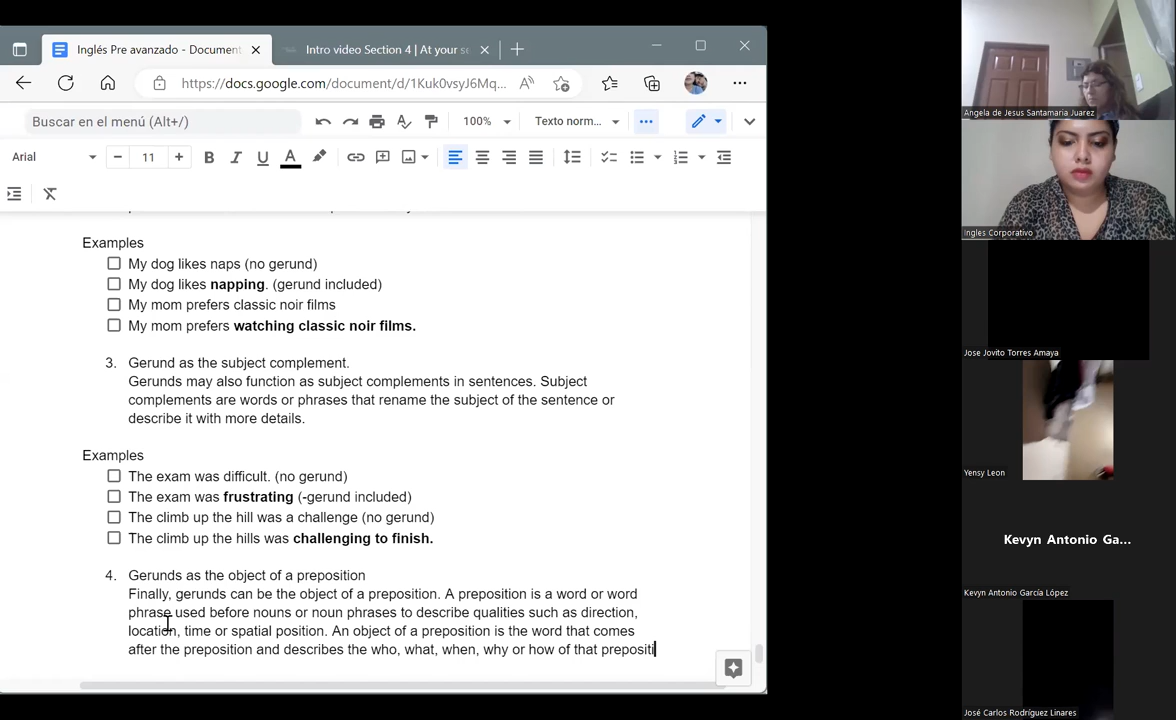 Inglés Pre avanzado - Document
Intro video Section 4 | At your se
https://docs.google.com/document/d/1Kuk0vsyJ6Mq...
Buscar en el menú (Alt+/)
100%
Texto norm...
Arial
11
Examples
My dog likes naps (no gerund)
My dog likes napping. (gerund included)
My mom prefers classic noir films
My mom prefers watching classic noir films.
3. Gerund as the subject complement.
Gerunds may also function as subject complements in sentences. Subject
complements are words or phrases that rename the subject of the sentence or
describe it with more details.
Examples
The exam was difficult. (no gerund)
The exam was frustrating (-gerund included)
The climb up the hill was a challenge (no gerund)
The climb up the hills was challenging to finish.
4. Gerunds as the object of a preposition
Finally, gerunds can be the object of a preposition. A preposition is a word or word
phrase used before nouns or noun phrases to describe qualities such as direction,
location, time or spatial position. An object of a preposition is the word that comes
after the preposition and describes the who, what, when, why or how of that prepositi
Angela de Jesus Santamaria Juarez
Ingles Corporativo
Jose Jovito Torres Amaya
Yensy Leon
Kevyn Antonio Ga...
Kevyn Antonio García López
José Carlos Rodríguez Linares